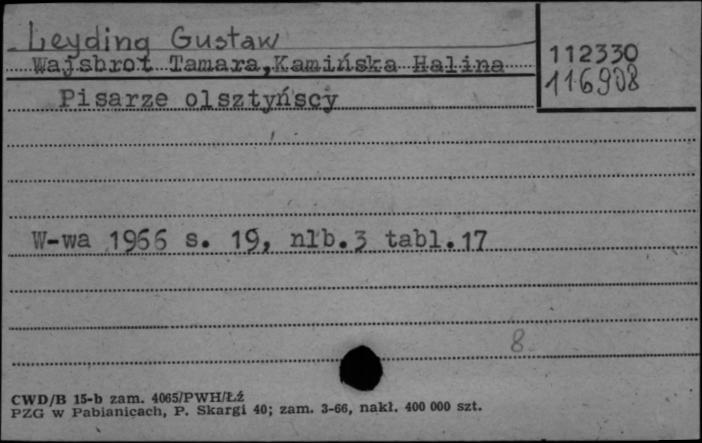 Leyding Gustaw
Wajsbrot Tamara, Kamińska Halina
112330
116908
Pisarze olsztyńscy
W-wa 1966 s. 19, nlb.3 tabl.17
8
CWD/B 15-b zam. 4065/PWH/Łź
PZG w Pabianicach, P. Skargi 40; zam. 3-66, nakł. 400 000 szt.